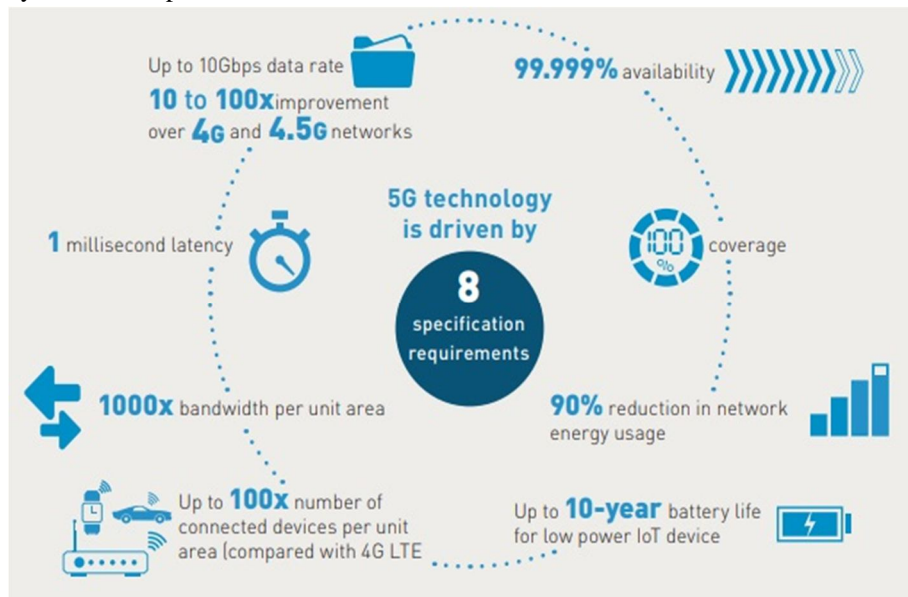 Up to 10Gbps data rate
10 to 100x improvement
over 4G and 4.5G networks
99.999% availability
5G technology
is driven by
8
specification
requirements
1 millisecond latency
100
%
coverage
1000x bandwidth per unit area
90% reduction in network
energy usage
Up to 100x number of
connected devices per unit
area (compared with 4G LTE
Up to 10-year battery life
for low power IoT device